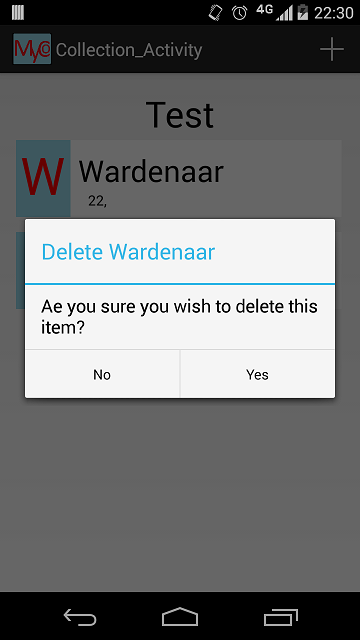 4G 22:30
My@ Collection_Activity
Test
W Wardenaar
22,
Delete Wardenaar
Ae you sure you wish to delete this
item?
No Yes